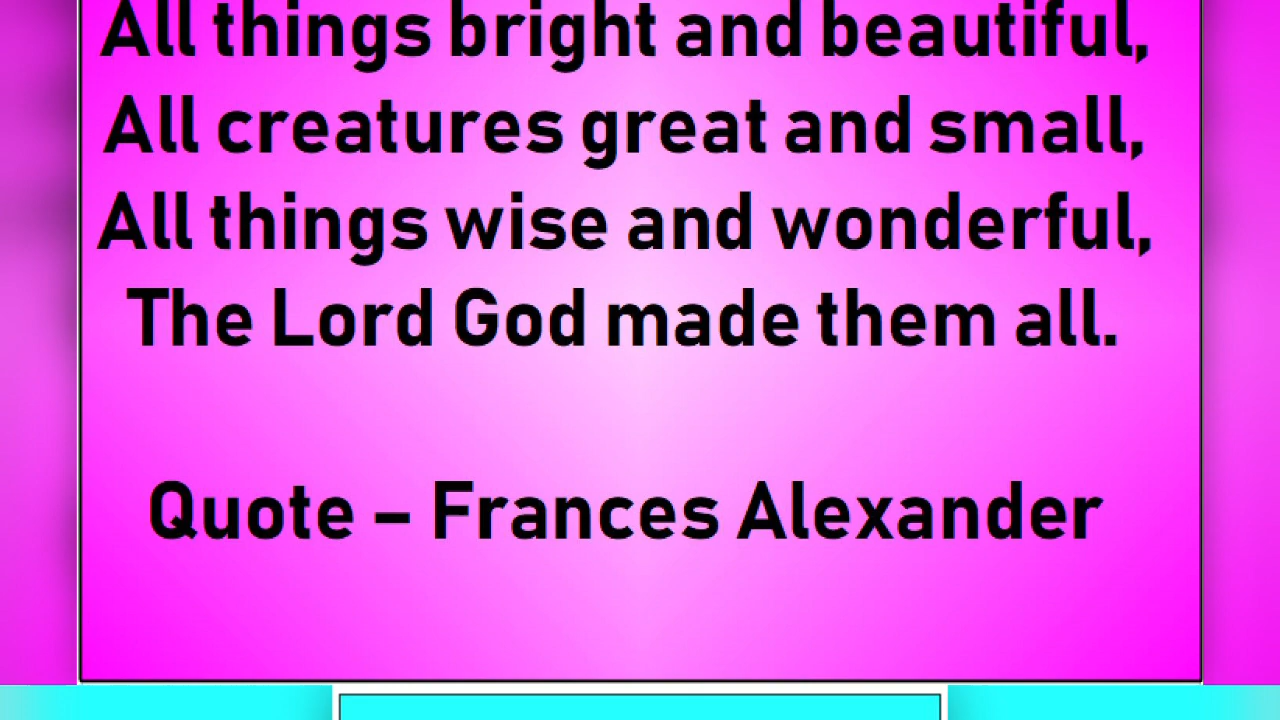 All things bright and beautiful,
All creatures great and small,
All things wise and wonderful,
The Lord God made them all.
Quote – Frances Alexander